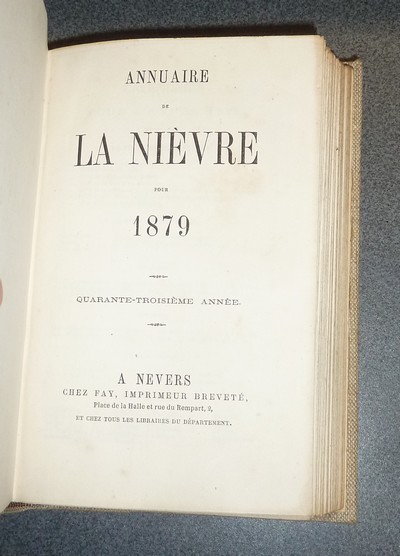 ANNUAIRE
DE
LA NIÈVRE
POUR
1879
QUARANTE-TROISIÈME ANNÉE.
A NEVERS
CHEZ FAY, IMPRIMEUR BREVETÉ,
Place de la Halle et rue du Rempart, 2,
ET CHEZ TOUS LES LIBRAIRES DU DÉPARTEMENT.